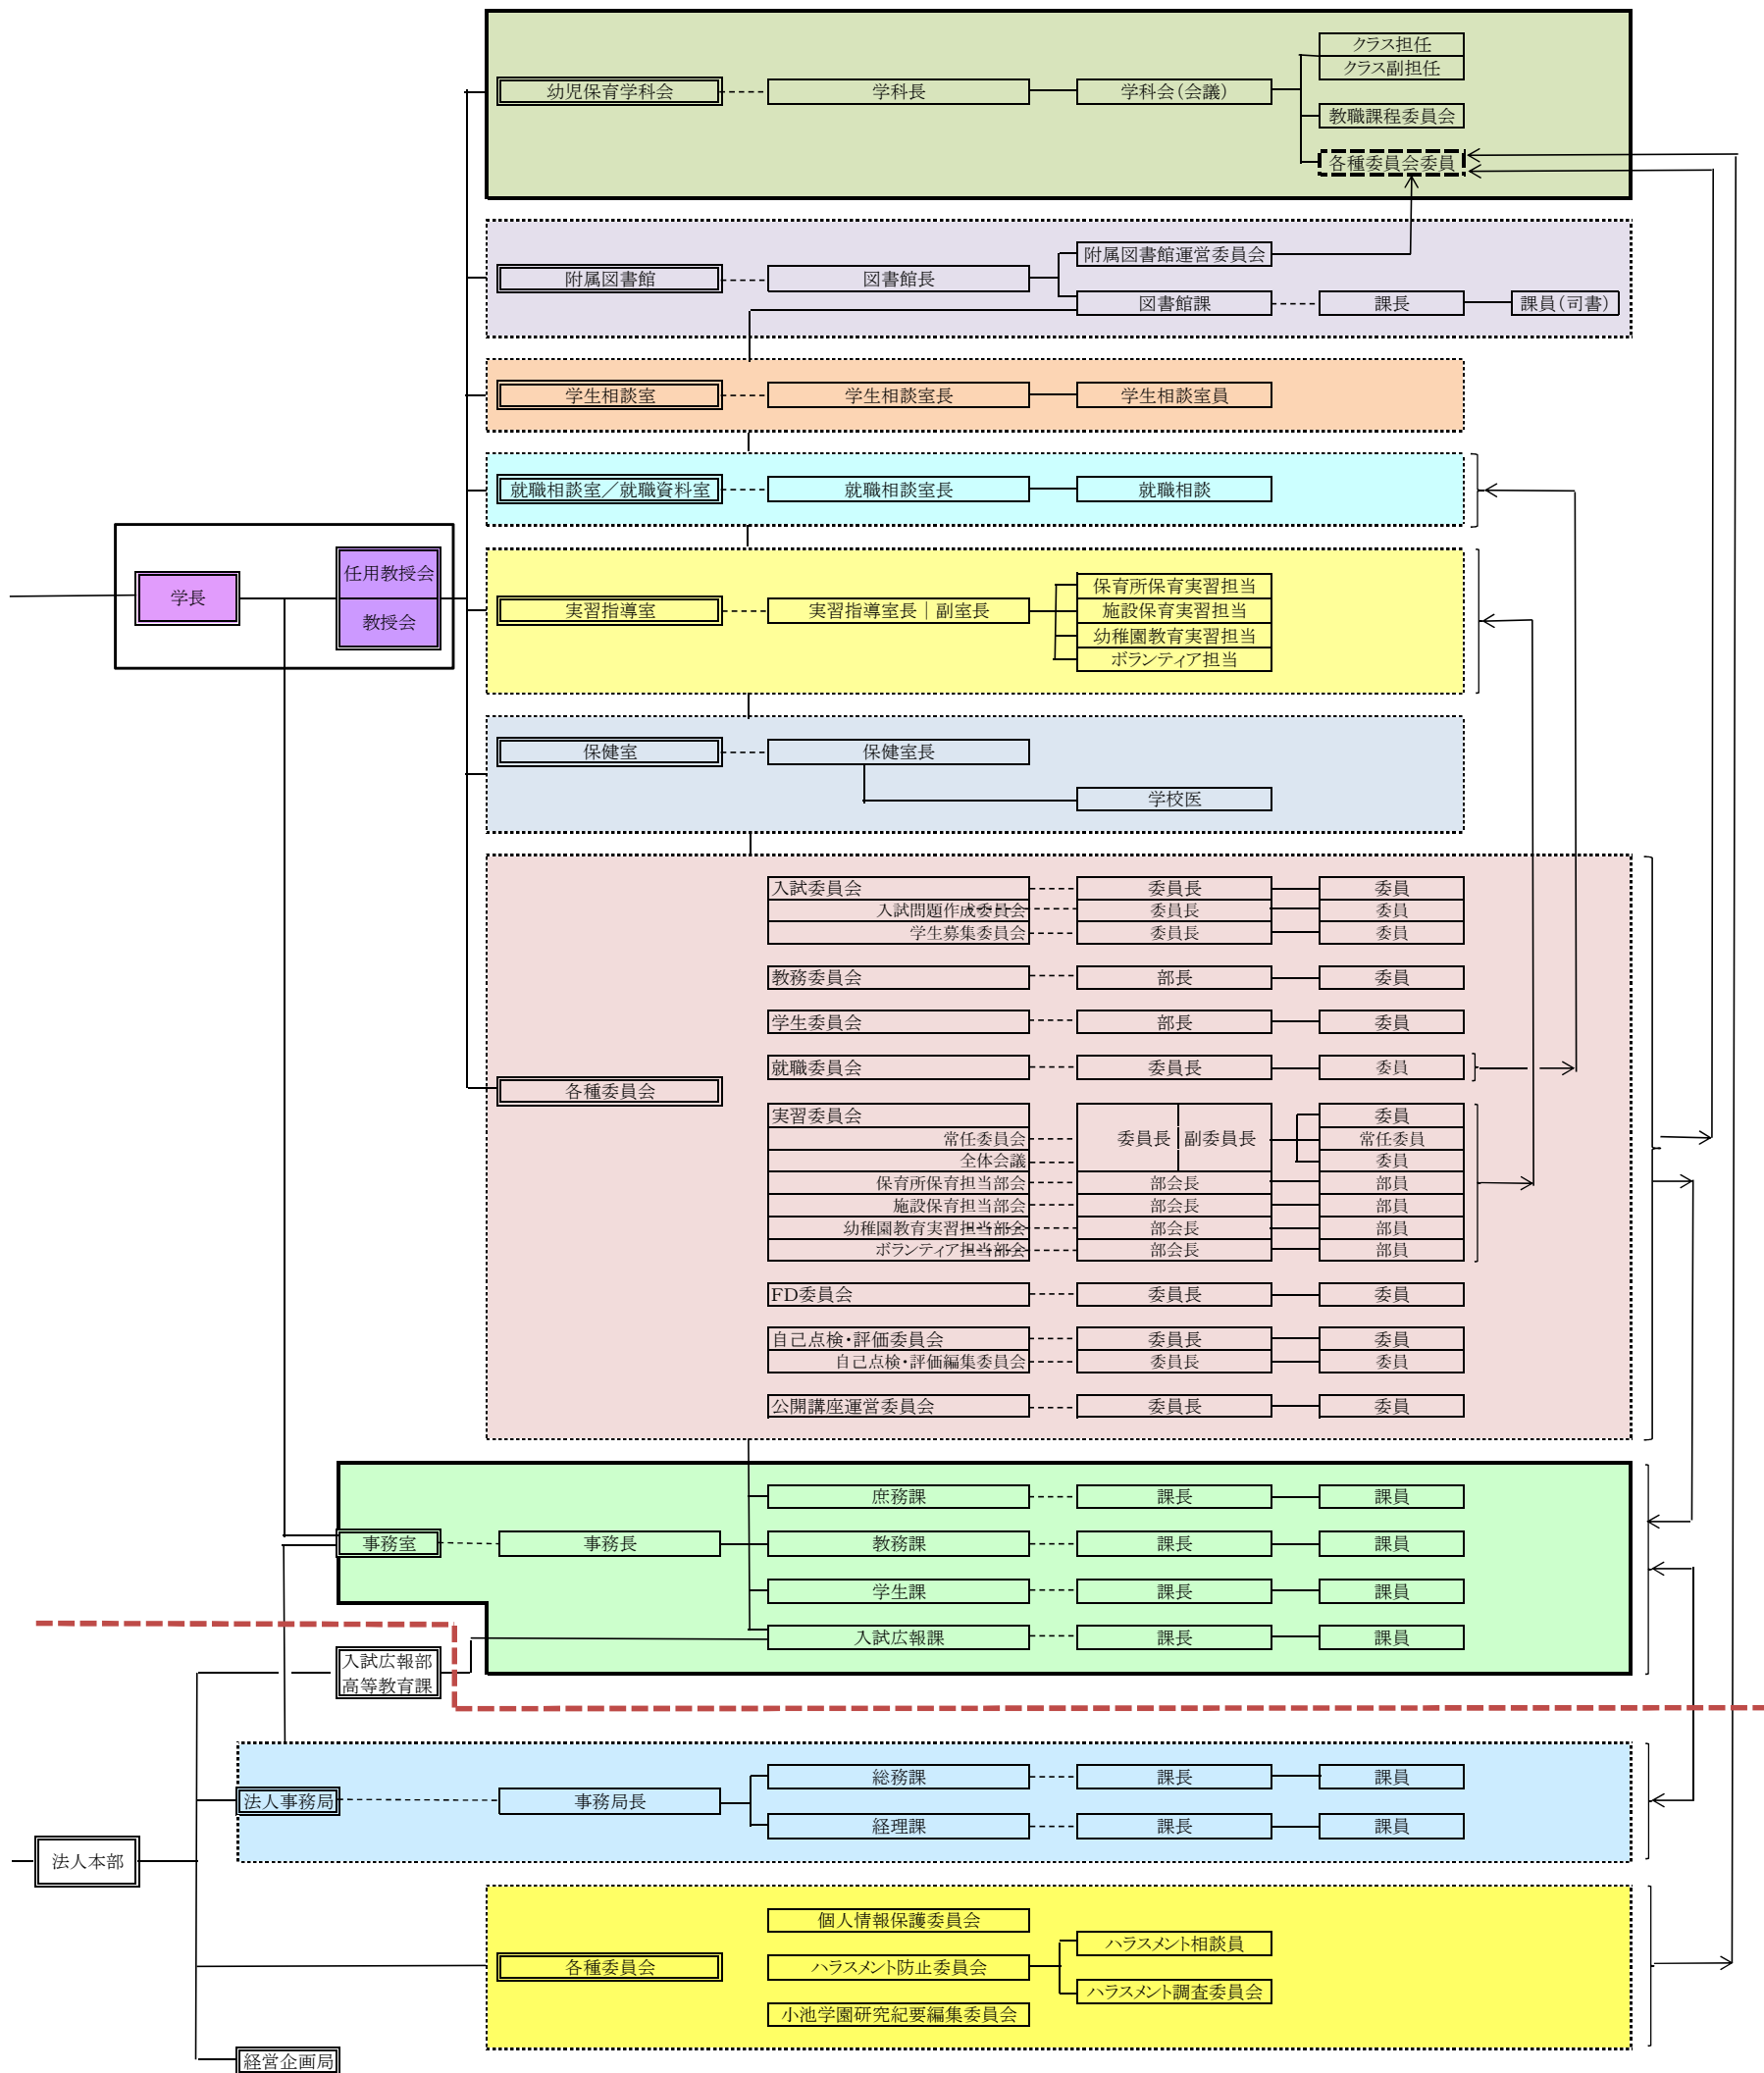 クラス担任
クラス副担任
幼児保育学科会
学科長
学科会(会議)
教職課程委員会
各種委員会委員
附属図書館運営委員会
附属図書館
図書館長
図書館課
課長
課員(司書)
学生相談室
学生相談室長
学生相談室員
就職相談室／就職資料室
就職相談室長
就職相談
学長
任用教授会
教授会
実習指導室
実習指導室長｜副室長
保育所保育実習担当
施設保育実習担当
幼稚園教育実習担当
ボランティア担当
保健室
保健室長
学校医
各種委員会
入試委員会
委員長
委員
入試問題作成委員会
委員長
委員
学生募集委員会
委員長
委員
教務委員会
部長
委員
学生委員会
部長
委員
就職委員会
委員長
委員
実習委員会
委員
常任委員会
委員長
副委員長
常任委員
全体会議
委員
保育所保育担当部会
部会長
部員
施設保育担当部会
部会長
部員
幼稚園教育実習担当部会
部会長
部員
ボランティア担当部会
部会長
部員
FD委員会
委員長
委員
自己点検・評価委員会
委員長
委員
自己点検・評価編集委員会
委員長
委員
公開講座運営委員会
委員長
委員
庶務課
課長
課員
事務室
事務長
教務課
課長
課員
学生課
課長
課員
入試広報課
課長
課員
入試広報部
高等教育課
総務課
課長
課員
法人事務局
事務局長
経理課
課長
課員
法人本部
個人情報保護委員会
各種委員会
ハラスメント防止委員会
ハラスメント相談員
ハラスメント調査委員会
小池学園研究紀要編集委員会
経営企画局